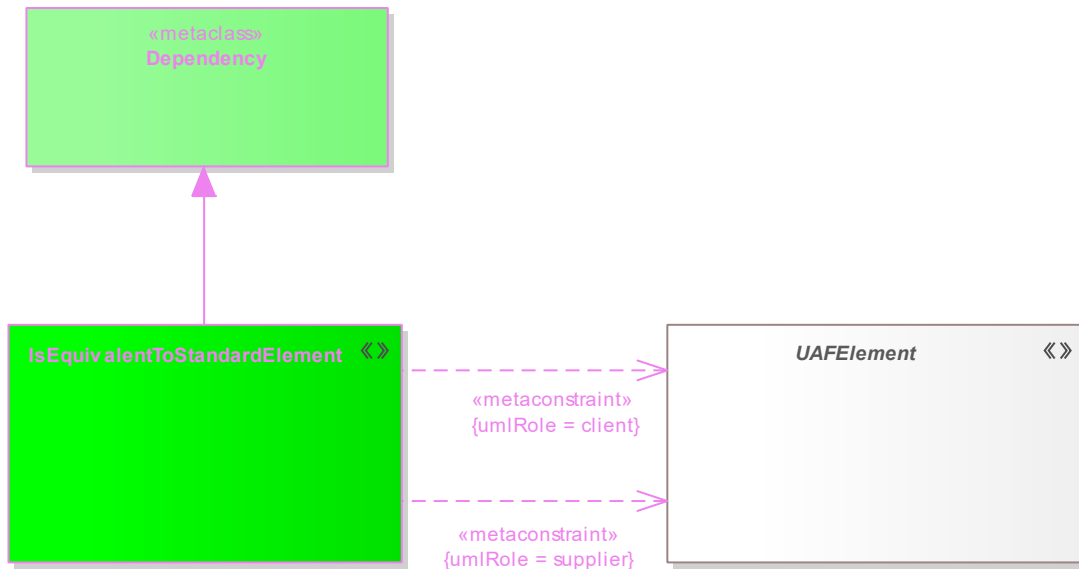 «metaclass»
Dependency
IsEquivalentToStandardElement
«»
UAFElement
«»
«metaconstraint»
{umlRole = client}
«metaconstraint»
{umlRole = supplier}